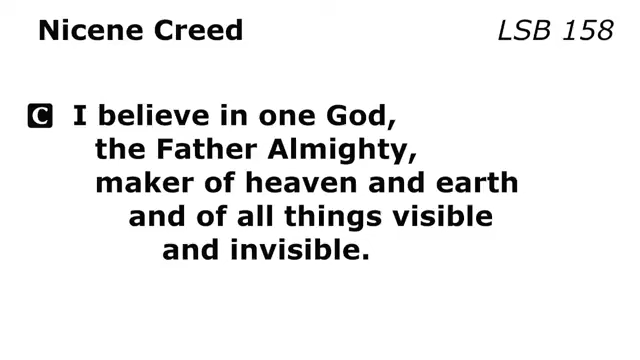 Nicene Creed LSB 158
C I believe in one God,
the Father Almighty,
maker of heaven and earth
and of all things visible
and invisible.